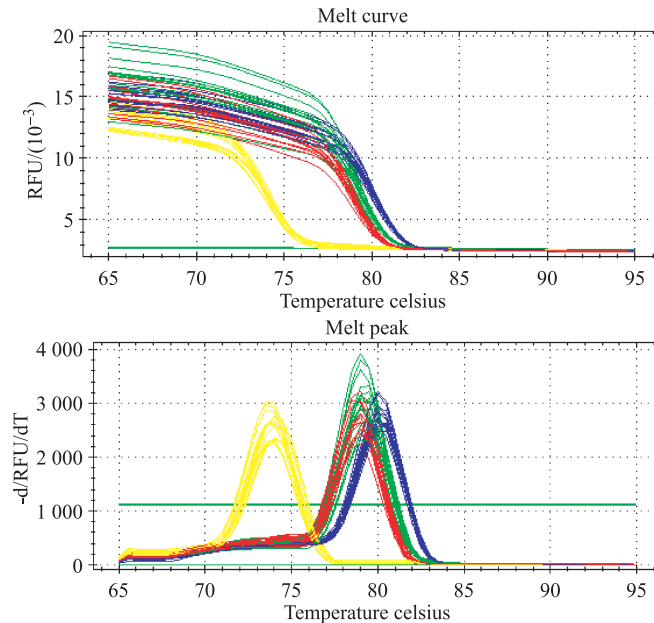 Melt curve
20
15
10
5
RFU/(10⁻³)
65 70 75 80 85 90 95
Temperature celsius
Melt peak
4 000
3 000
2 000
1 000
0
-d/RFU/dT
65 70 75 80 85 90 95
Temperature celsius